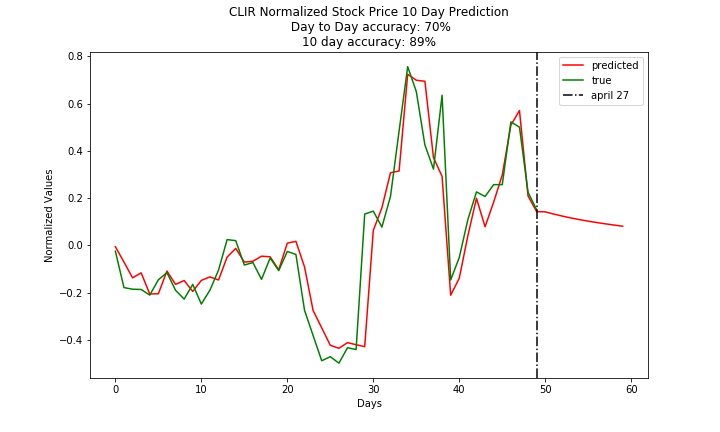 CLIR Normalized Stock Price 10 Day Prediction
Day to Day accuracy: 70%
10 day accuracy: 89%
predicted
true
april 27
Normalized Values
0.8
0.6
0.4
0.2
0.0
−0.2
−0.4
0 10 20 30 40 50 60
Days